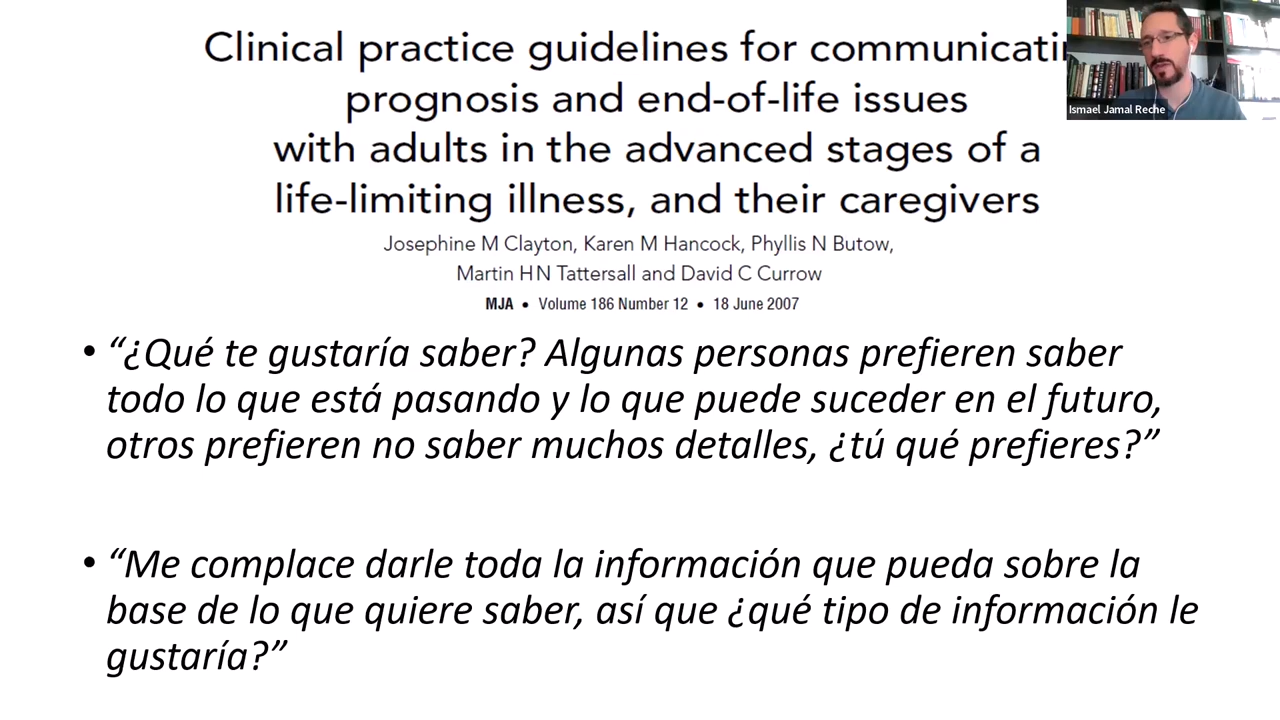 Clinical practice guidelines for communicatin
prognosis and end-of-life issues
with adults in the advanced stages of a
life-limiting illness, and their caregivers
Josephine M Clayton, Karen M Hancock, Phyllis N Butow,
Martin HN Tattersall and David C Currow
MJA • Volume 186 Number 12 • 18 June 2007
Ismael Jamal Reche
• “¿Qué te gustaría saber? Algunas personas prefieren saber
todo lo que está pasando y lo que puede suceder en el futuro,
otros prefieren no saber muchos detalles, ¿tú qué prefieres?”
• “Me complace darle toda la información que pueda sobre la
base de lo que quiere saber, así que ¿qué tipo de información le
gustaría?”